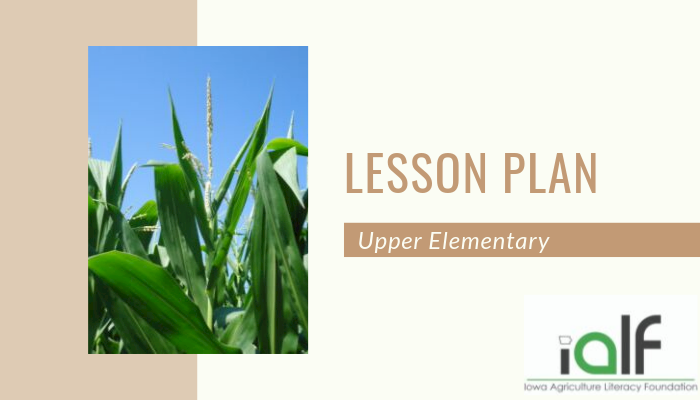 LESSON PLAN
Upper Elementary
ialf
Iowa Agriculture Literacy Foundation